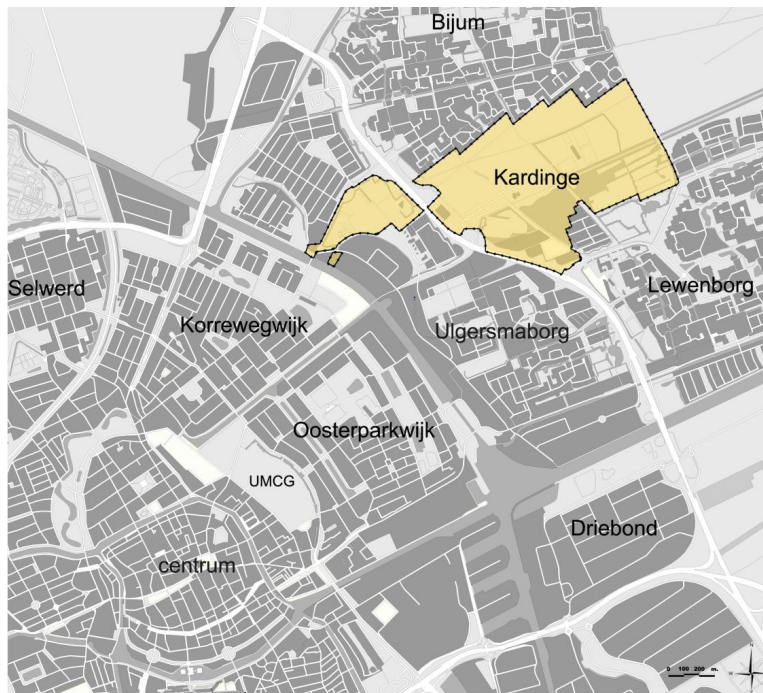 Bijum
Kardinge
Selwerd
Lewenborg
Korrewegwijk
Ulgersmaborg
Oosterparkwijk
UMCG
Driebond
centrum
0 100 200 m.